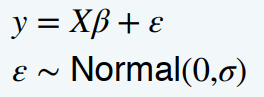 y = Xβ + ε
ε ~ Normal(0,σ)